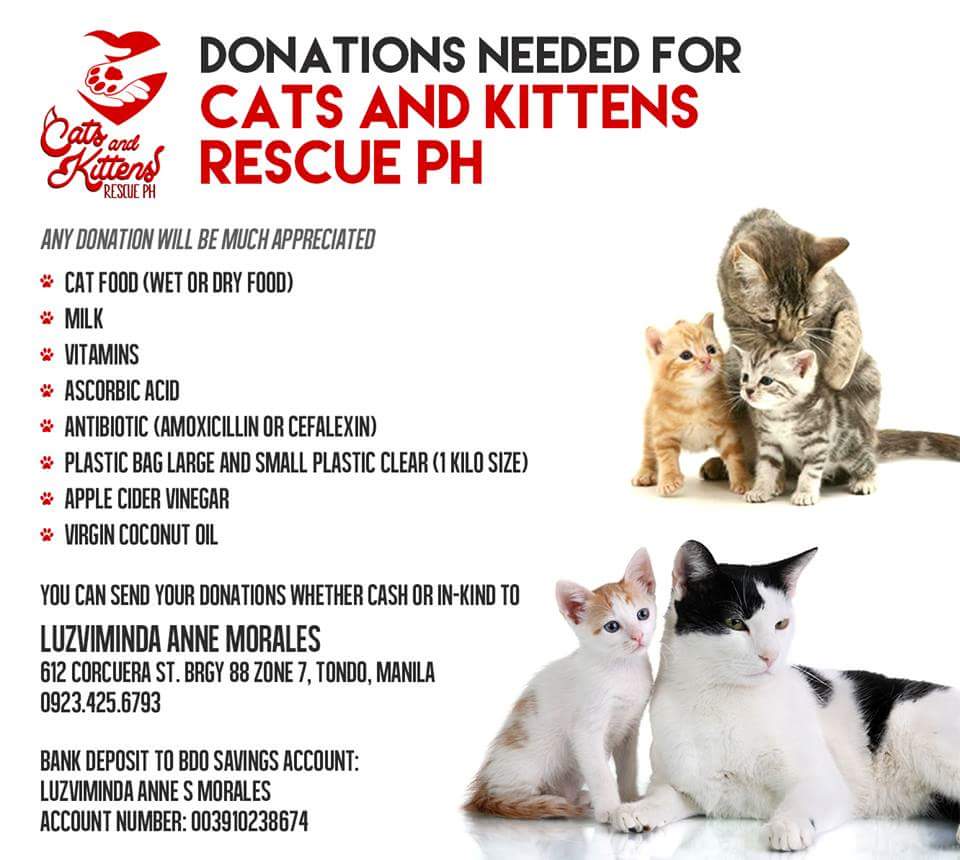 Cats and
Kittens
RESCUE PH
DONATIONS NEEDED FOR
CATS AND KITTENS
RESCUE PH
ANY DONATION WILL BE MUCH APPRECIATED
CAT FOOD (WET OR DRY FOOD)
MILK
VITAMINS
ASCORBIC ACID
ANTIBIOTIC (AMOXICILLIN OR CEFALEXIN)
PLASTIC BAG LARGE AND SMALL PLASTIC CLEAR (1 KILO SIZE)
APPLE CIDER VINEGAR
VIRGIN COCONUT OIL
YOU CAN SEND YOUR DONATIONS WHETHER CASH OR IN-KIND TO
LUZVIMINDA ANNE MORALES
612 CORCUERA ST. BRGY 88 ZONE 7, TONDO, MANILA
0923.425.6793
BANK DEPOSIT TO BDO SAVINGS ACCOUNT:
LUZVIMINDA ANNE S MORALES
ACCOUNT NUMBER: 003910238674